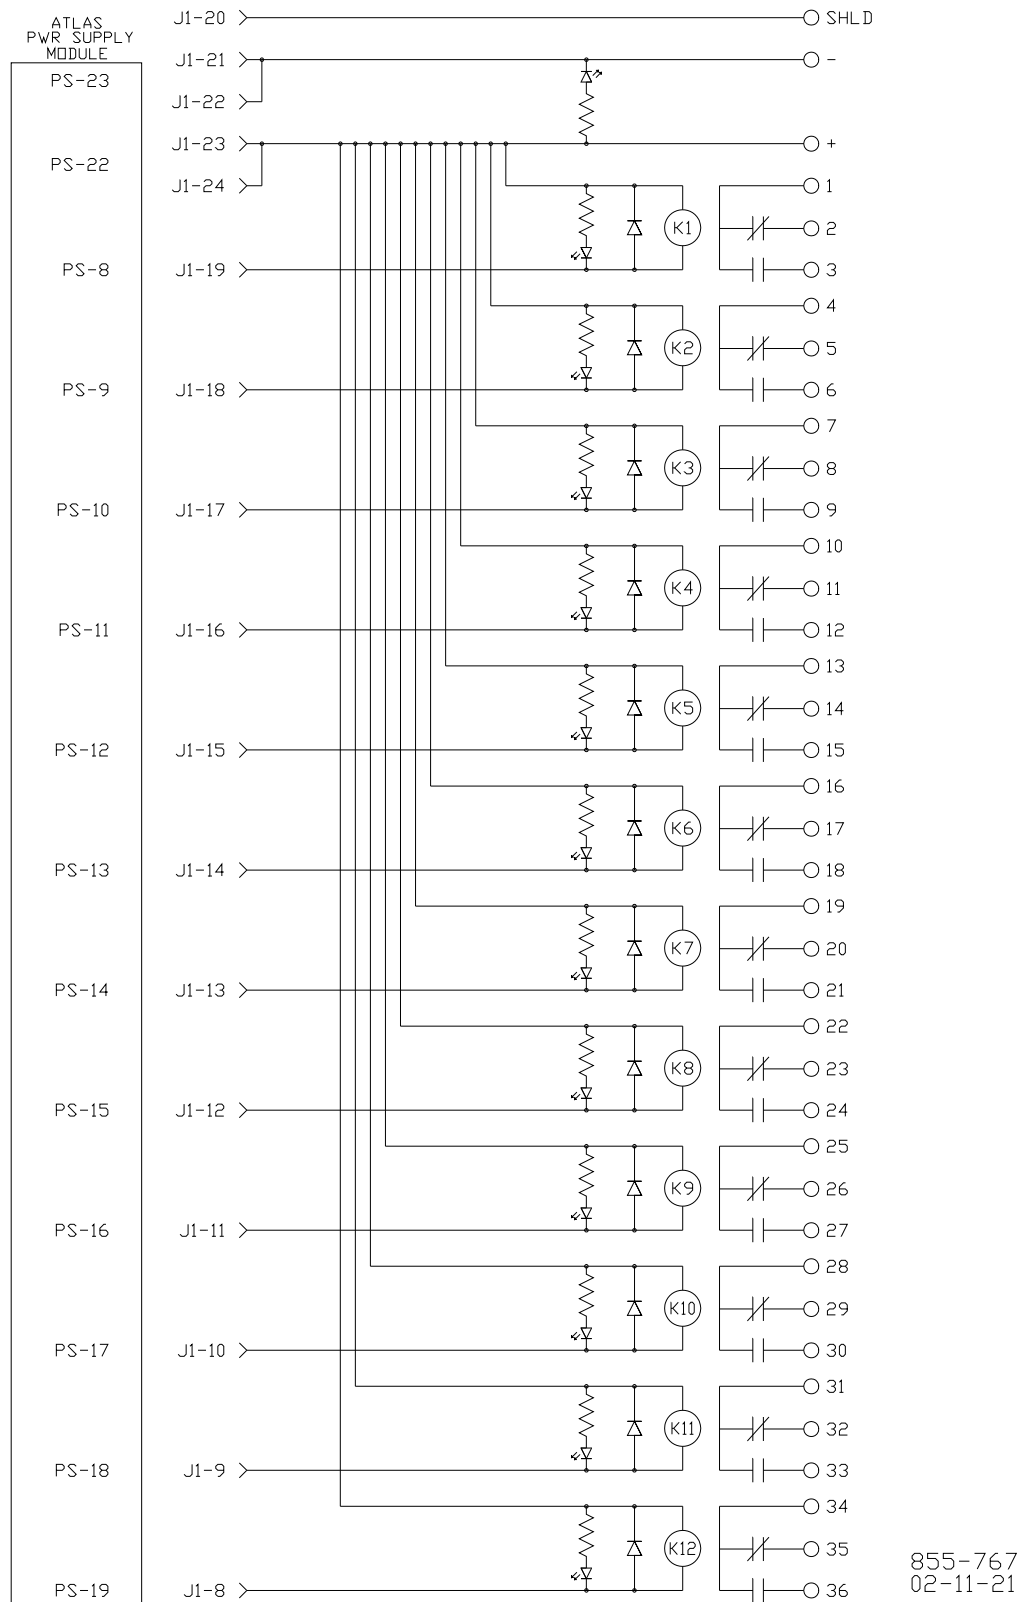 ATLAS
PWR SUPPLY
MODULE
J1-20
SHLD
J1-21
-
PS-23
J1-22
J1-23
+
PS-22
J1-24
1
K1
2
PS-8
J1-19
3
4
K2
5
PS-9
J1-18
6
7
K3
8
PS-10
J1-17
9
10
K4
11
PS-11
J1-16
12
13
K5
14
PS-12
J1-15
15
16
K6
17
PS-13
J1-14
18
19
K7
20
PS-14
J1-13
21
22
K8
23
PS-15
J1-12
24
25
K9
26
PS-16
J1-11
27
28
K10
29
PS-17
J1-10
30
31
K11
32
PS-18
J1-9
33
34
K12
35
PS-19
J1-8
36
855-767
02-11-21